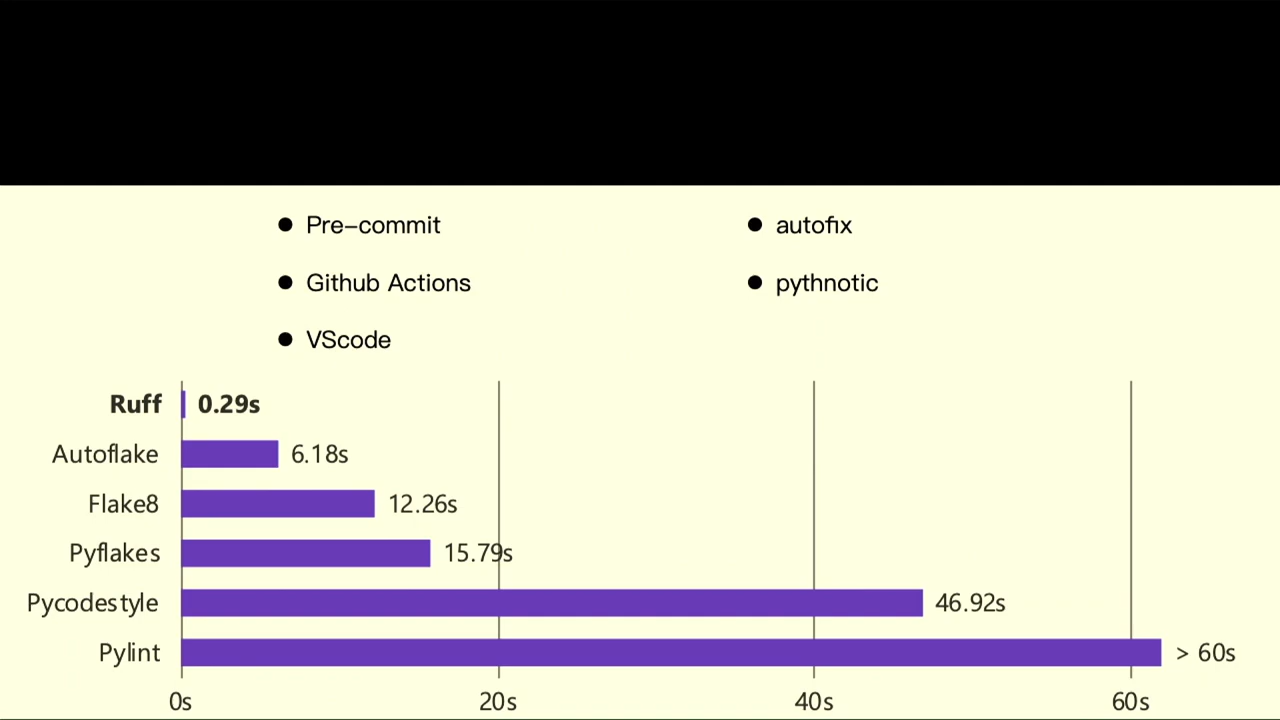 ● Pre–commit
● Github Actions
● VScode
● autofix
● pythnotic
Ruff 0.29s
Autoflake 6.18s
Flake8 12.26s
Pyflakes 15.79s
Pycodestyle 46.92s
Pylint > 60s
0s 20s 40s 60s